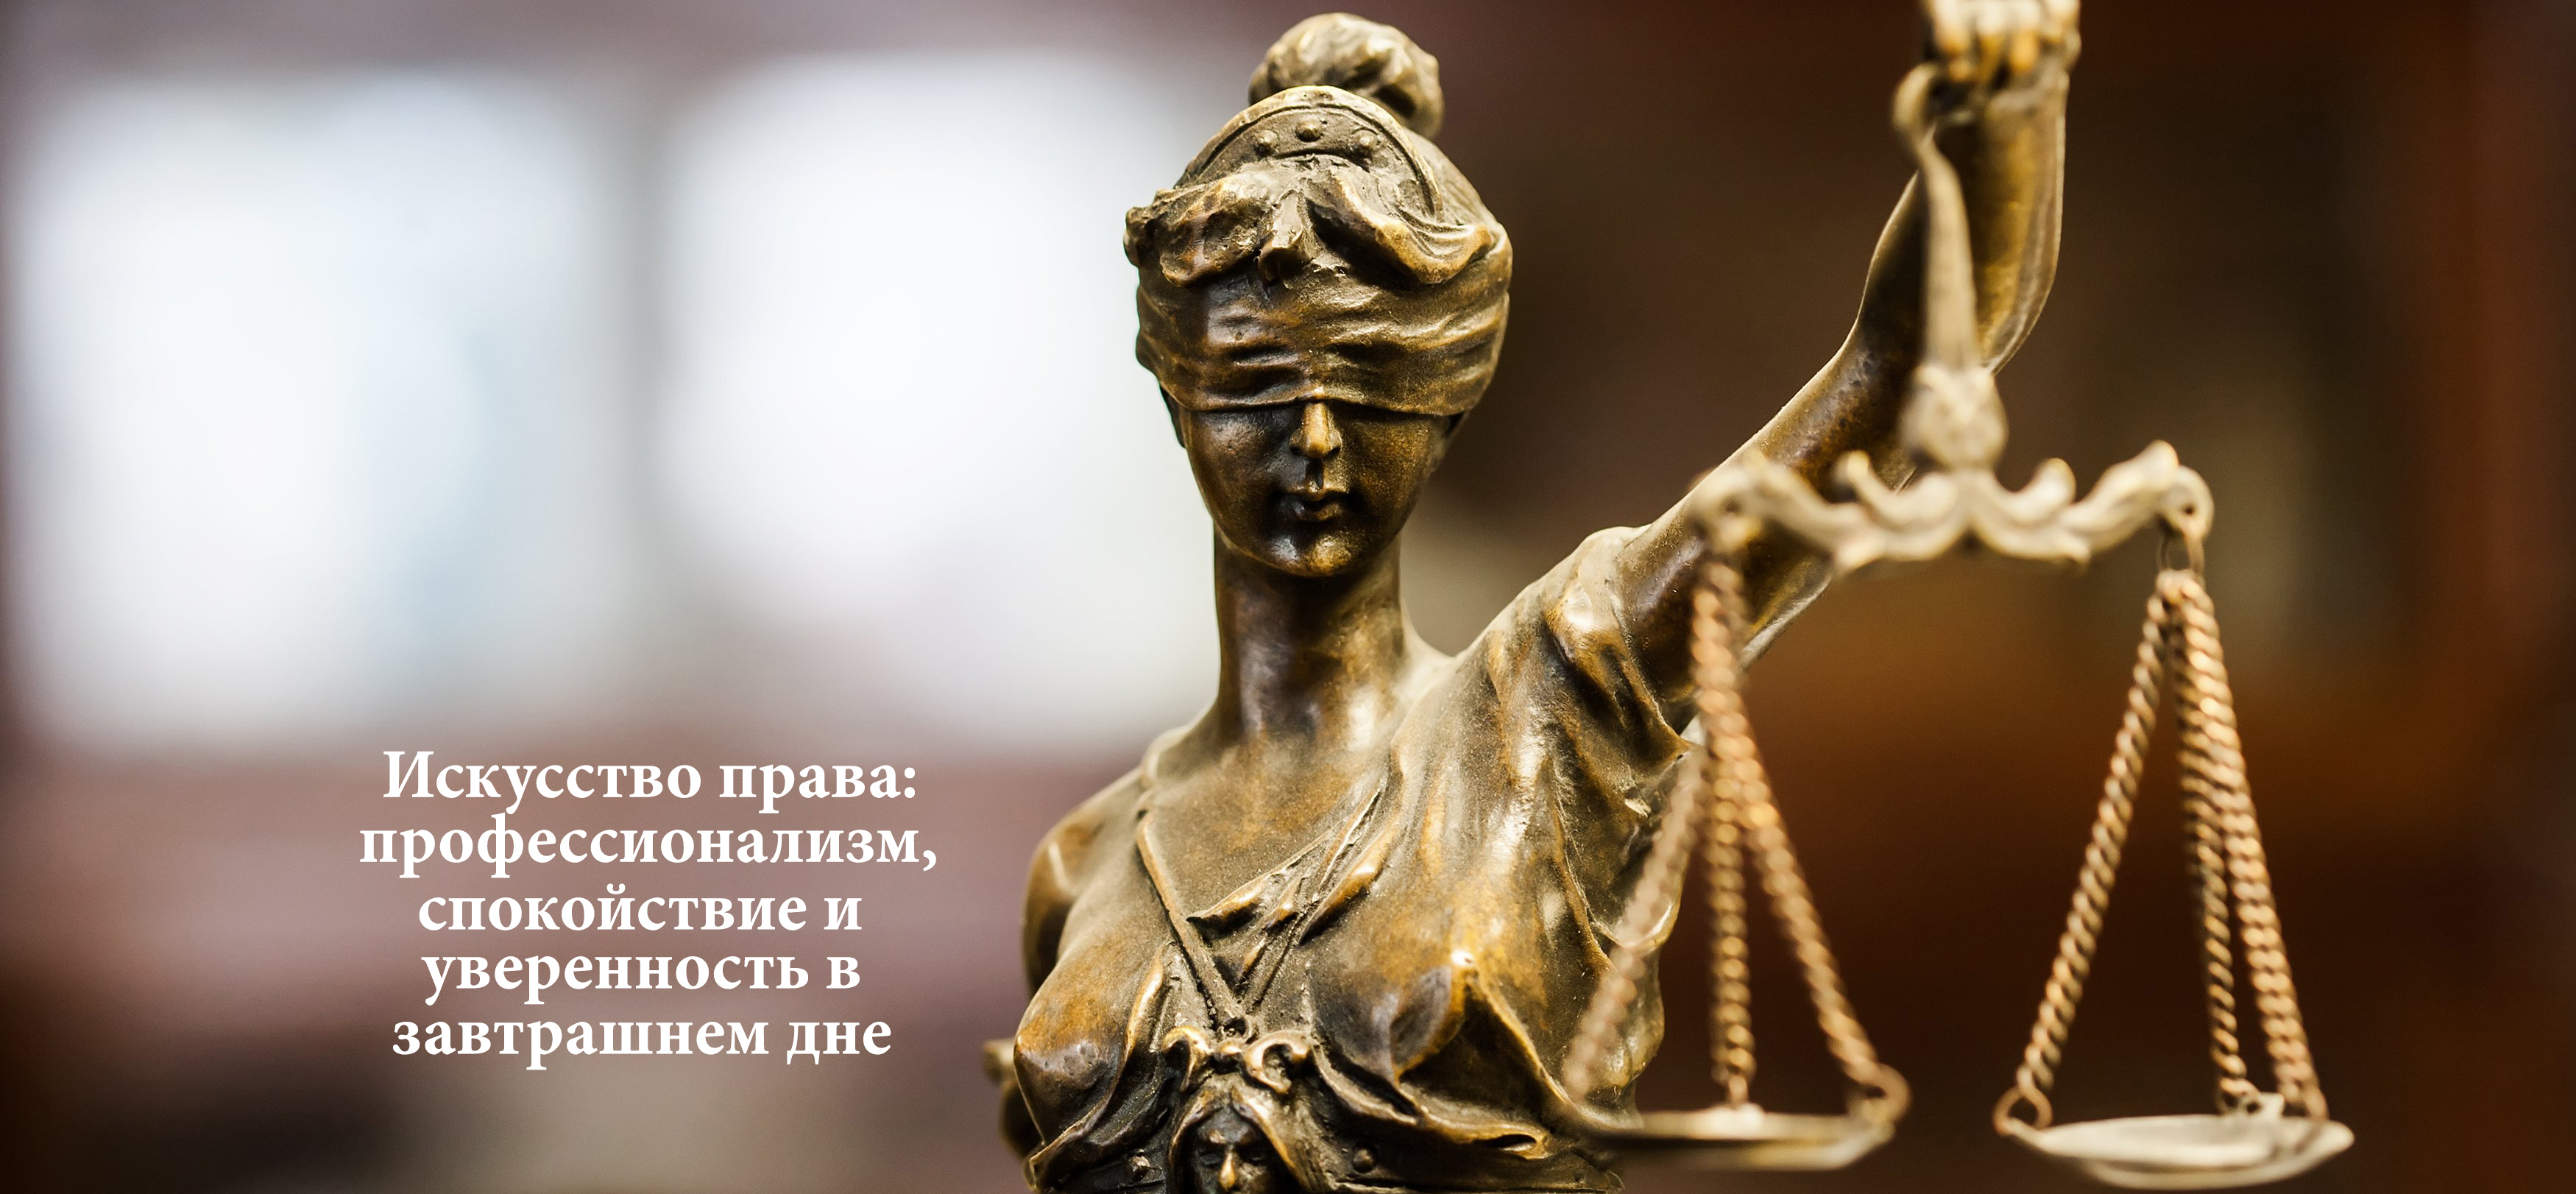 Искусство права:
профессионализм,
спокойствие и
уверенность в
завтрашнем дне